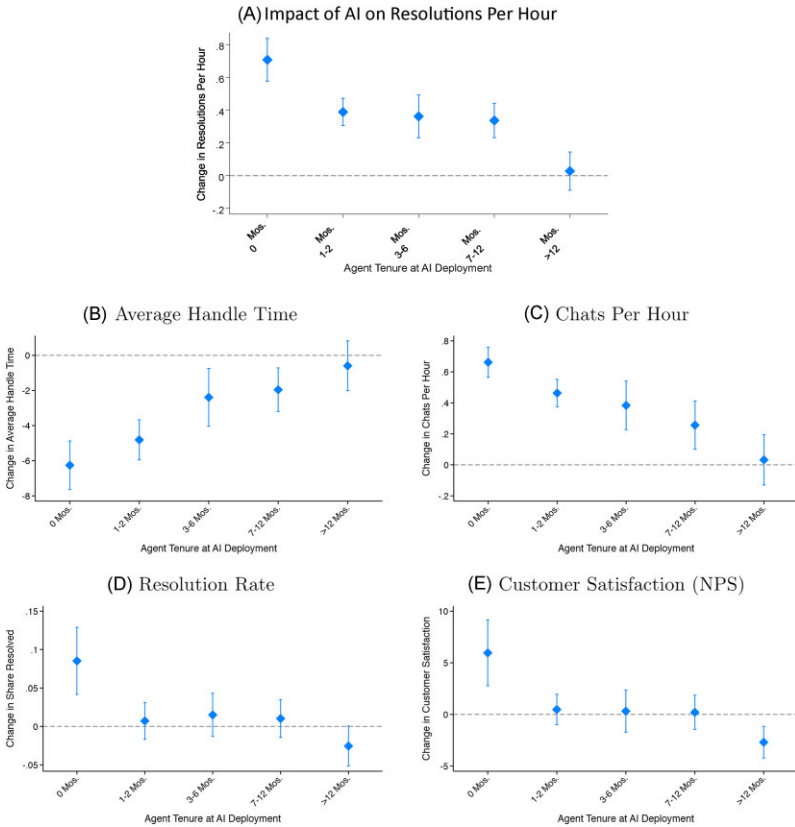 (A) Impact of AI on Resolutions Per Hour
Change in Resolutions Per Hour
.8
.6
.4
.2
0
-.2
0 Mos.
1-2 Mos.
3-6 Mos.
7-12 Mos.
>12 Mos.
Agent Tenure at AI Deployment
(B) Average Handle Time
Change in Average Handle Time
0
-2
-4
-6
-8
0 Mos.
1-2 Mos.
3-6 Mos.
7-12 Mos.
>12 Mos.
Agent Tenure at AI Deployment
(C) Chats Per Hour
Change in Chats Per Hour
.8
.6
.4
.2
0
-.2
0 Mos.
1-2 Mos.
3-6 Mos.
7-12 Mos.
>12 Mos.
Agent Tenure at AI Deployment
(D) Resolution Rate
Change in Share Resolved
.15
.1
.05
0
-.05
0 Mos.
1-2 Mos.
3-6 Mos.
7-12 Mos.
>12 Mos.
Agent Tenure at AI Deployment
(E) Customer Satisfaction (NPS)
Change in Customer Satisfaction
10
5
0
-5
0 Mos.
1-2 Mos.
3-6 Mos.
7-12 Mos.
>12 Mos.
Agent Tenure at AI Deployment